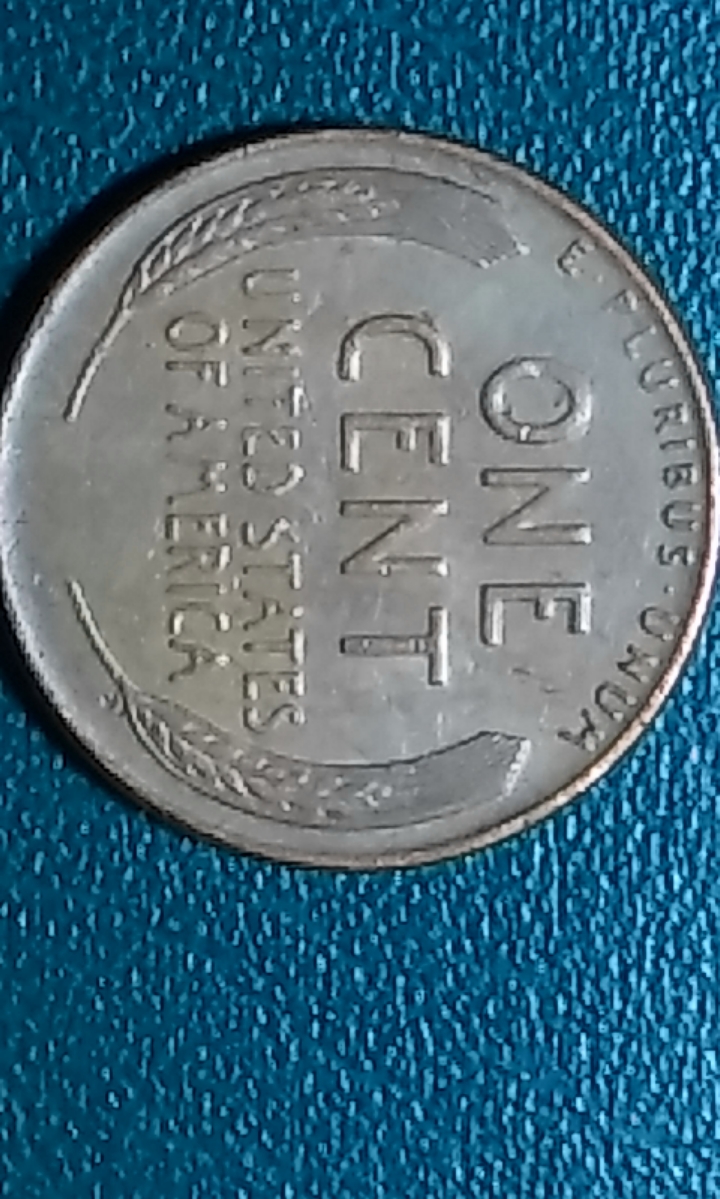 E·PLURIBUS·UNUM
ONE
CENT
UNITED STATES
OF AMERICA